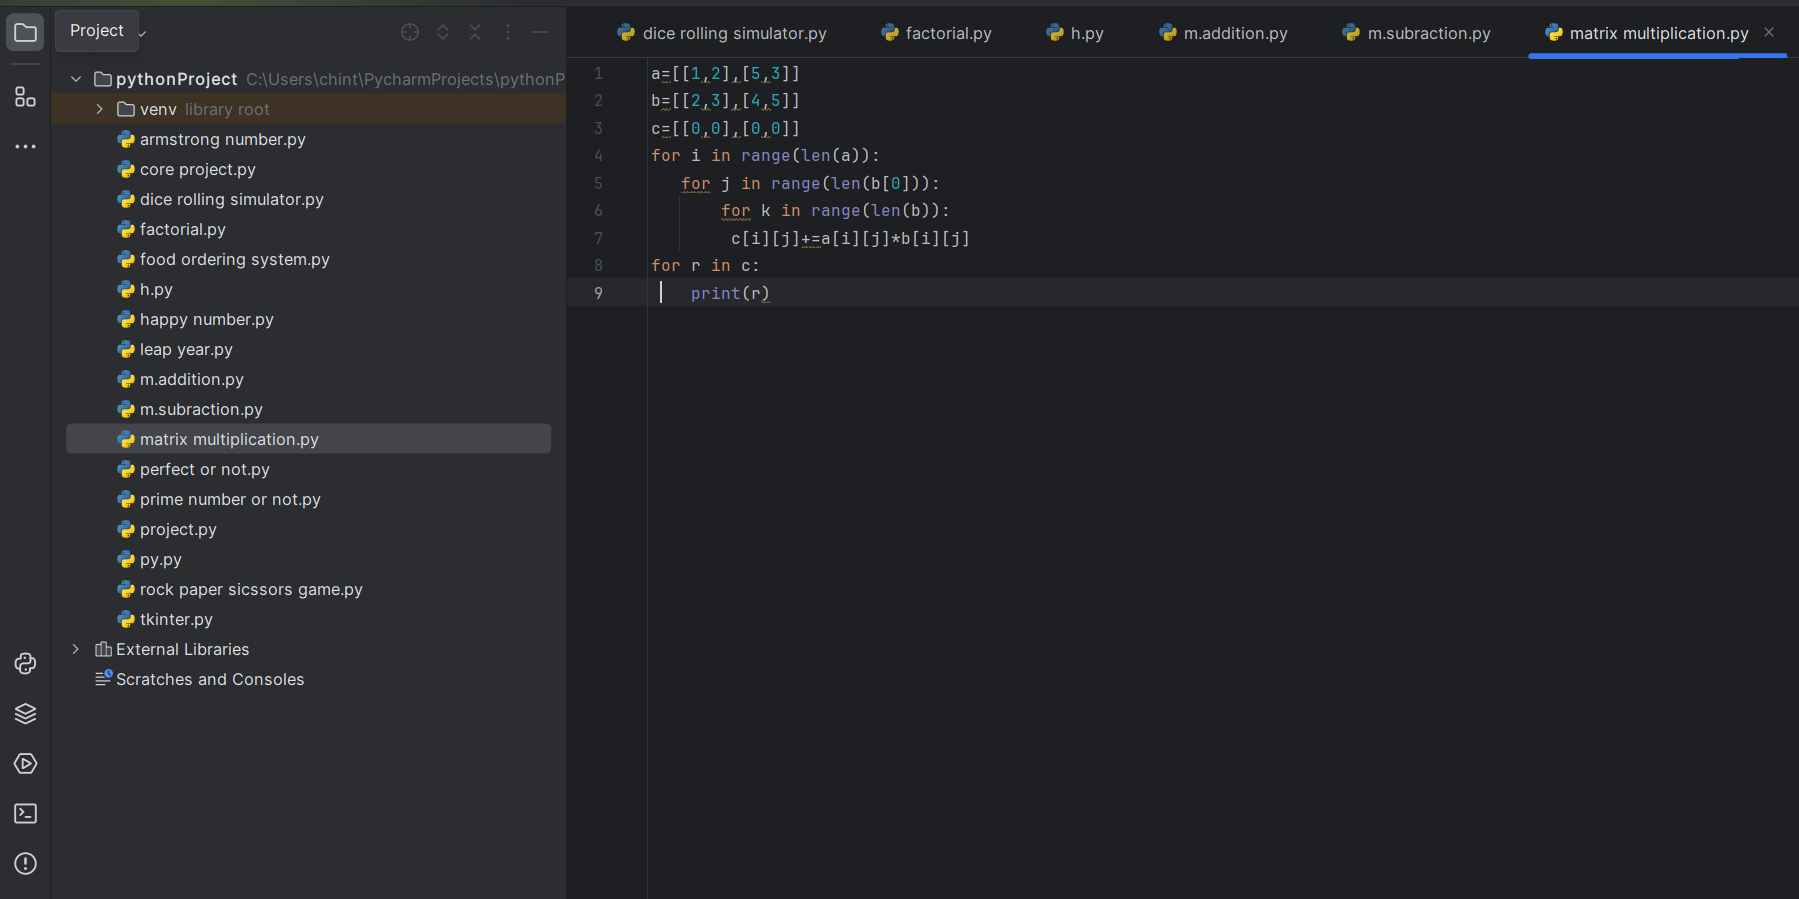 Project
pythonProject C:\Users\chint\PycharmProjects\pythonP
venv library root
armstrong number.py
core project.py
dice rolling simulator.py
factorial.py
food ordering system.py
h.py
happy number.py
leap year.py
m.addition.py
m.subraction.py
matrix multiplication.py
perfect or not.py
prime number or not.py
project.py
py.py
rock paper sicssors game.py
tkinter.py
External Libraries
Scratches and Consoles
dice rolling simulator.py factorial.py h.py m.addition.py m.subraction.py matrix multiplication.py
1 a=[[1,2],[5,3]]
2 b=[[2,3],[4,5]]
3 c=[[0,0],[0,0]]
4 for i in range(len(a)):
5 for j in range(len(b[0])):
6 for k in range(len(b)):
7 c[i][j]+=a[i][j]*b[i][j]
8 for r in c:
9 print(r)